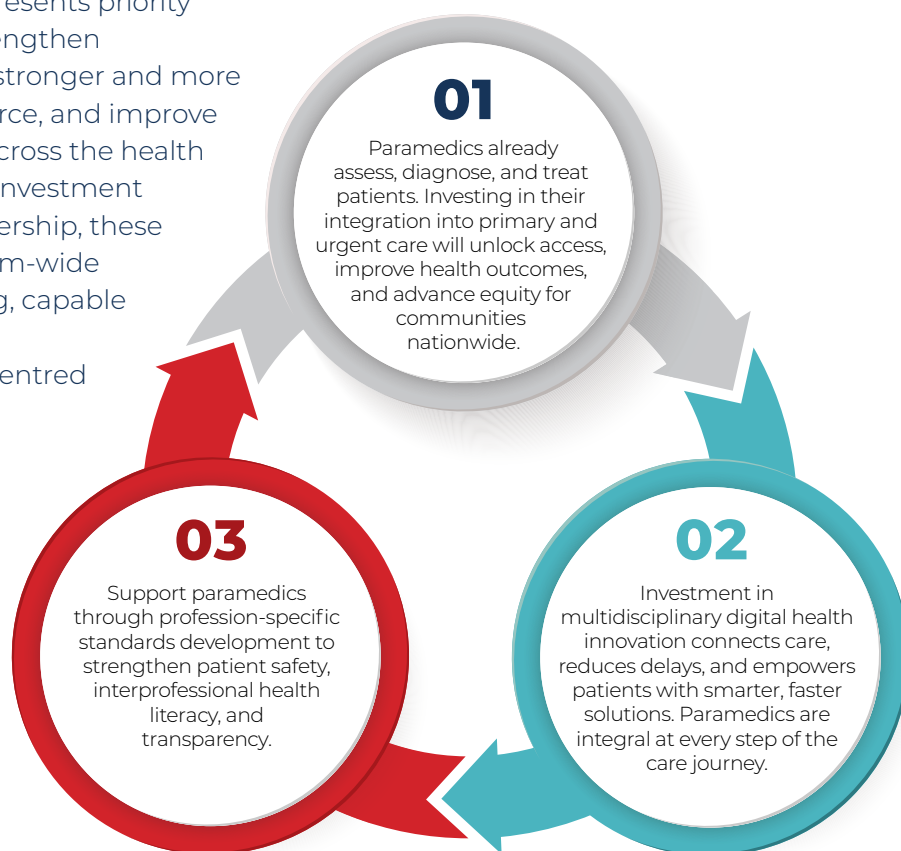 resents priority
engthen
stronger and more
rce, and improve
cross the health
investment
ership, these
m-wide
g, capable
entred
01
Paramedics already
assess, diagnose, and treat
patients. Investing in their
integration into primary and
urgent care will unlock access,
improve health outcomes,
and advance equity for
communities
nationwide.
02
Investment in
multidisciplinary digital health
innovation connects care,
reduces delays, and empowers
patients with smarter, faster
solutions. Paramedics are
integral at every step of the
care journey.
03
Support paramedics
through profession-specific
standards development to
strengthen patient safety,
interprofessional health
literacy, and
transparency.